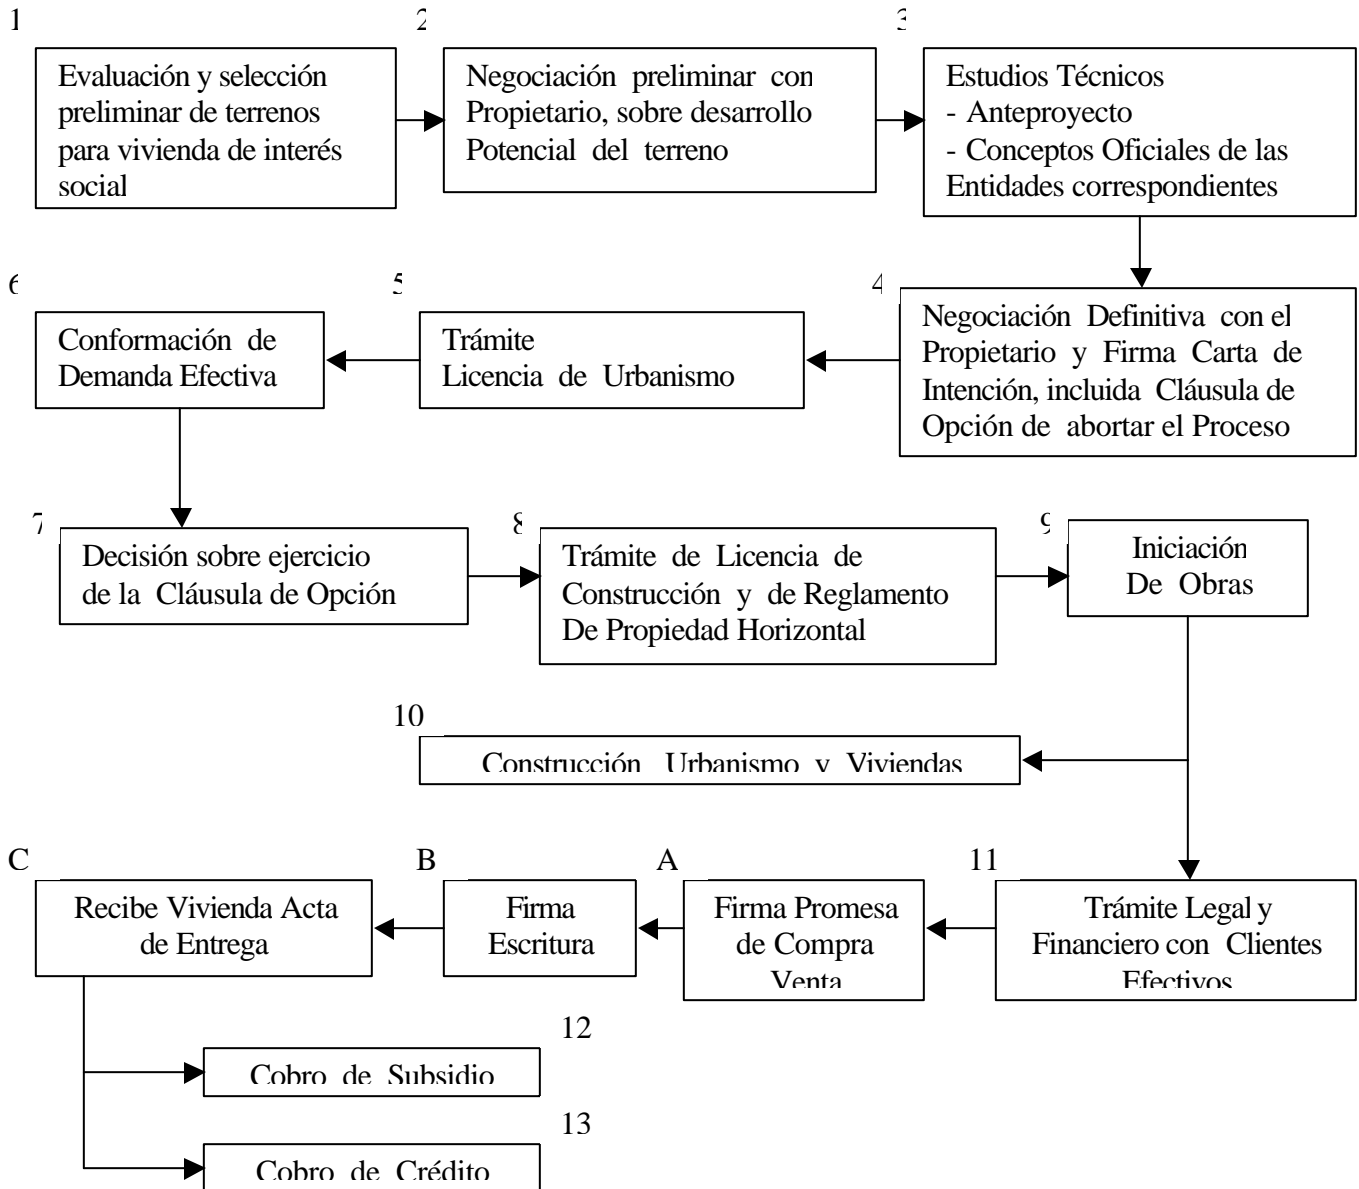 1
Evaluación y selección
preliminar de terrenos
para vivienda de interés
social
2
Negociación preliminar con
Propietario, sobre desarrollo
Potencial del terreno
3
Estudios Técnicos
- Anteproyecto
- Conceptos Oficiales de las
Entidades correspondientes
4
Negociación Definitiva con el
Propietario y Firma Carta de
Intención, incluida Cláusula de
Opción de abortar el Proceso
5
Trámite
Licencia de Urbanismo
6
Conformación de
Demanda Efectiva
7
Decisión sobre ejercicio
de la Cláusula de Opción
8
Trámite de Licencia de
Construcción y de Reglamento
De Propiedad Horizontal
9
Iniciación
De Obras
10
Construcción Urbanismo y Viviendas
11
Trámite Legal y
Financiero con Clientes
Efectivos
A
Firma Promesa
de Compra
Venta
B
Firma
Escritura
C
Recibe Vivienda Acta
de Entrega
12
Cobro de Subsidio
13
Cobro de Crédito